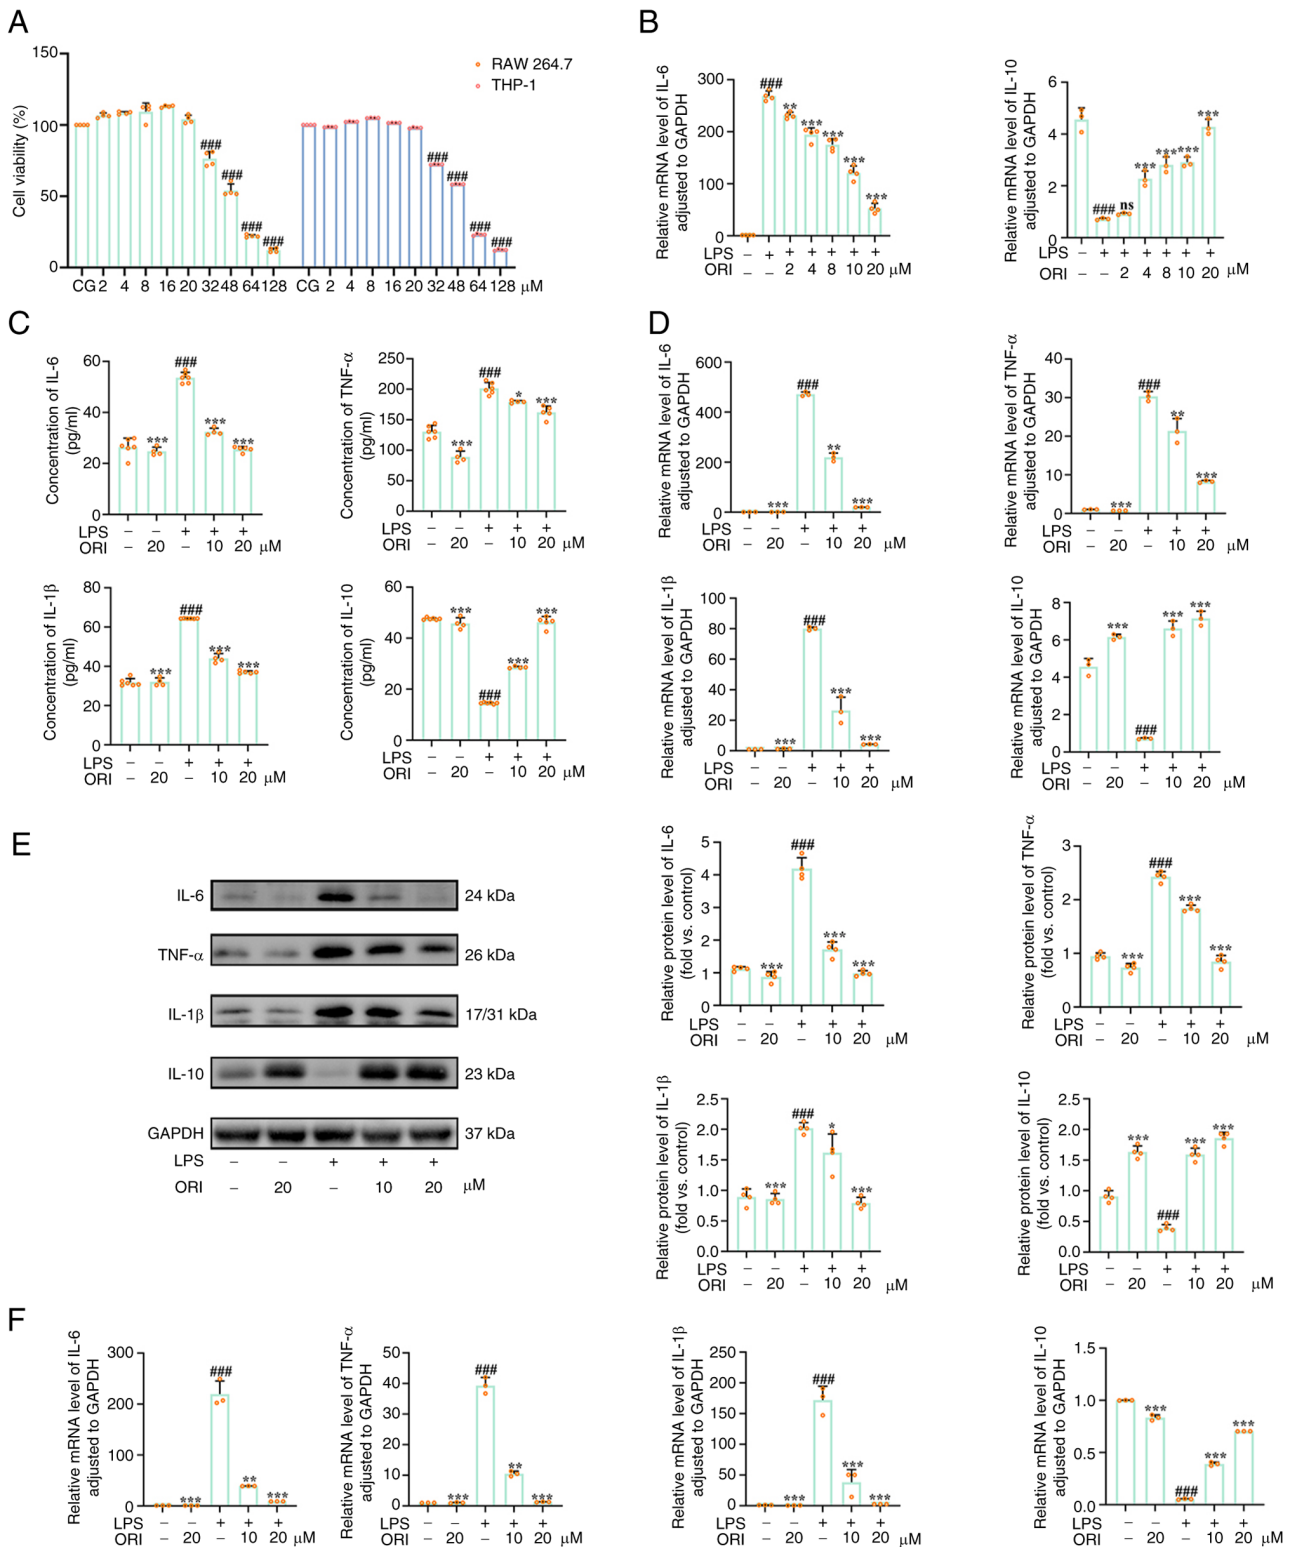 A
150
100
50
0
Cell viability (%)
RAW 264.7
THP-1
### ### ### ###
### ### ### ###
CG 2 4 8 16 20 32 48 64 128 CG 2 4 8 16 20 32 48 64 128 μM
B
Relative mRNA level of IL-6
adjusted to GAPDH
300
200
100
0
### ** *** *** *** ***
LPS – + + + + + +
ORI – – 2 4 8 10 20 μM
Relative mRNA level of IL-10
adjusted to GAPDH
6
4
2
0
### ns *** *** *** ***
LPS – + + + + + +
ORI – – 2 4 8 10 20 μM
C
Concentration of IL-6
(pg/ml)
60
40
20
0
*** ### *** ***
LPS – – + + +
ORI – 20 – 10 20 μM
Concentration of TNF-α
(pg/ml)
250
200
150
100
50
0
*** ### * ***
LPS – – + + +
ORI – 20 – 10 20 μM
Concentration of IL-1β
(pg/ml)
80
60
40
20
0
*** ### *** ***
LPS – – + + +
ORI – 20 – 10 20 μM
Concentration of IL-10
(pg/ml)
60
40
20
0
*** ### *** ***
LPS – – + + +
ORI – 20 – 10 20 μM
D
Relative mRNA level of IL-6
adjusted to GAPDH
600
400
200
0
*** ### ** ***
LPS – – + + +
ORI – 20 – 10 20 μM
Relative mRNA level of TNF-α
adjusted to GAPDH
40
30
20
10
0
*** ### ** ***
LPS – – + + +
ORI – 20 – 10 20 μM
Relative mRNA level of IL-1β
adjusted to GAPDH
100
80
60
40
20
0
*** ### *** ***
LPS – – + + +
ORI – 20 – 10 20 μM
Relative mRNA level of IL-10
adjusted to GAPDH
8
6
4
2
0
*** ### *** ***
LPS – – + + +
ORI – 20 – 10 20 μM
E
IL-6 24 kDa
TNF-α 26 kDa
IL-1β 17/31 kDa
IL-10 23 kDa
GAPDH 37 kDa
LPS – – + + +
ORI – 20 – 10 20 μM
Relative protein level of IL-6
(fold vs. control)
5
4
3
2
1
0
*** ### *** ***
LPS – – + + +
ORI – 20 – 10 20 μM
Relative protein level of TNF-α
(fold vs. control)
3
2
1
0
*** ### *** ***
LPS – – + + +
ORI – 20 – 10 20 μM
Relative protein level of IL-1β
(fold vs. control)
2.5
2.0
1.5
1.0
0.5
0.0
*** ### * ***
LPS – – + + +
ORI – 20 – 10 20 μM
Relative protein level of IL-10
(fold vs. control)
2.5
2.0
1.5
1.0
0.5
0.0
*** ### *** ***
LPS – – + + +
ORI – 20 – 10 20 μM
F
Relative mRNA level of IL-6
adjusted to GAPDH
300
200
100
0
*** ### ** ***
LPS – – + + +
ORI – 20 – 10 20 μM
Relative mRNA level of TNF-α
adjusted to GAPDH
50
40
30
20
10
0
*** ### ** ***
LPS – – + + +
ORI – 20 – 10 20 μM
Relative mRNA level of IL-1β
adjusted to GAPDH
250
200
150
100
50
0
*** ### *** ***
LPS – – + + +
ORI – 20 – 10 20 μM
Relative mRNA level of IL-10
adjusted to GAPDH
1.5
1.0
0.5
0.0
*** ### *** ***
LPS – – + + +
ORI – 20 – 10 20 μM